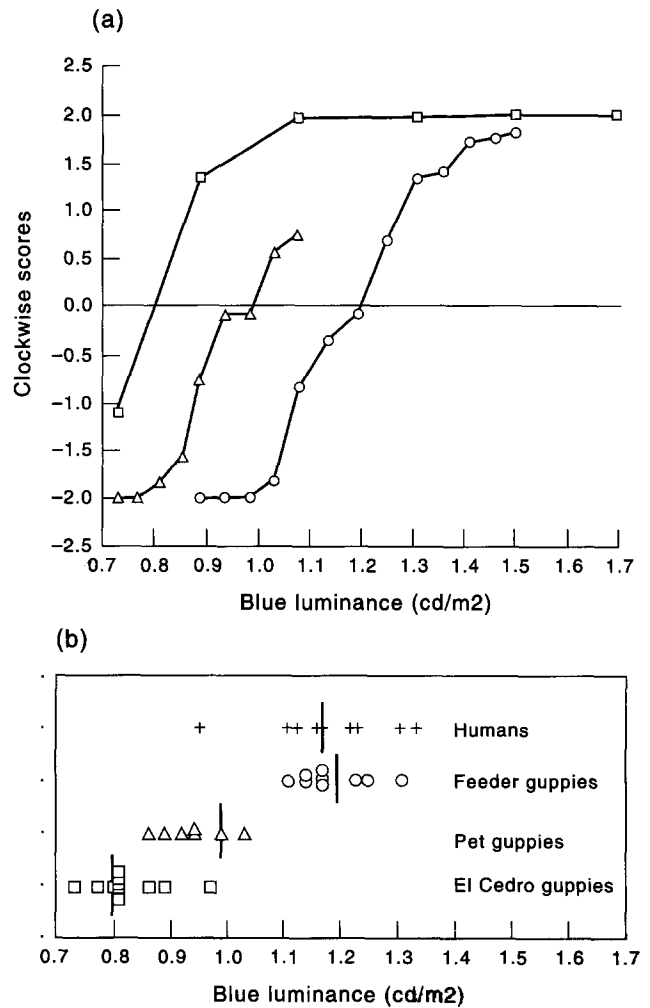 (a)
Clockwise scores
2.5
2.0
1.5
1.0
0.5
0.0
−0.5
−1.0
−1.5
−2.0
−2.5
0.7 0.8 0.9 1.0 1.1 1.2 1.3 1.4 1.5 1.6 1.7
Blue luminance (cd/m2)
(b)
Humans
Feeder guppies
Pet guppies
El Cedro guppies
0.7 0.8 0.9 1.0 1.1 1.2 1.3 1.4 1.5 1.6 1.7
Blue luminance (cd/m2)